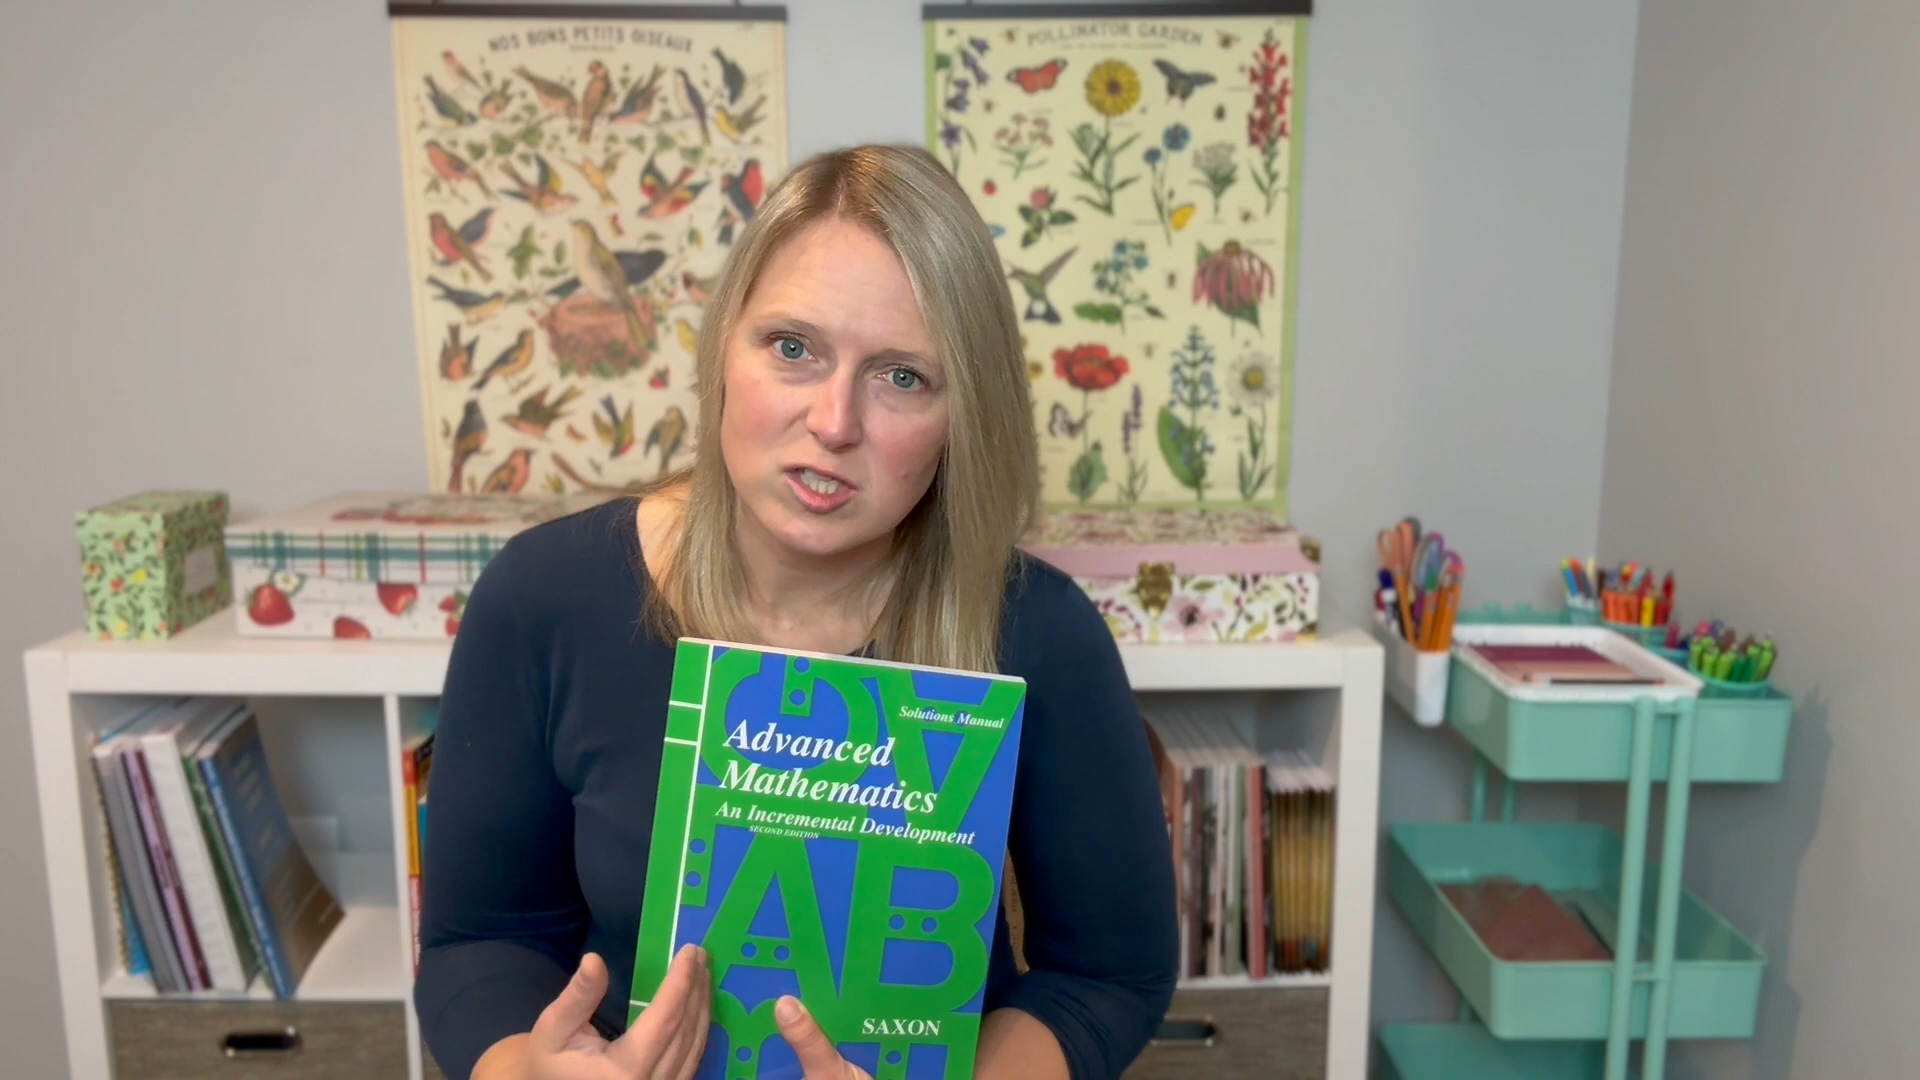 NOS BONS PETITS OISEAUX
POLLINATOR GARDEN
Solutions Manual
Advanced
Mathematics
An Incremental Development
SECOND EDITION
SAXON